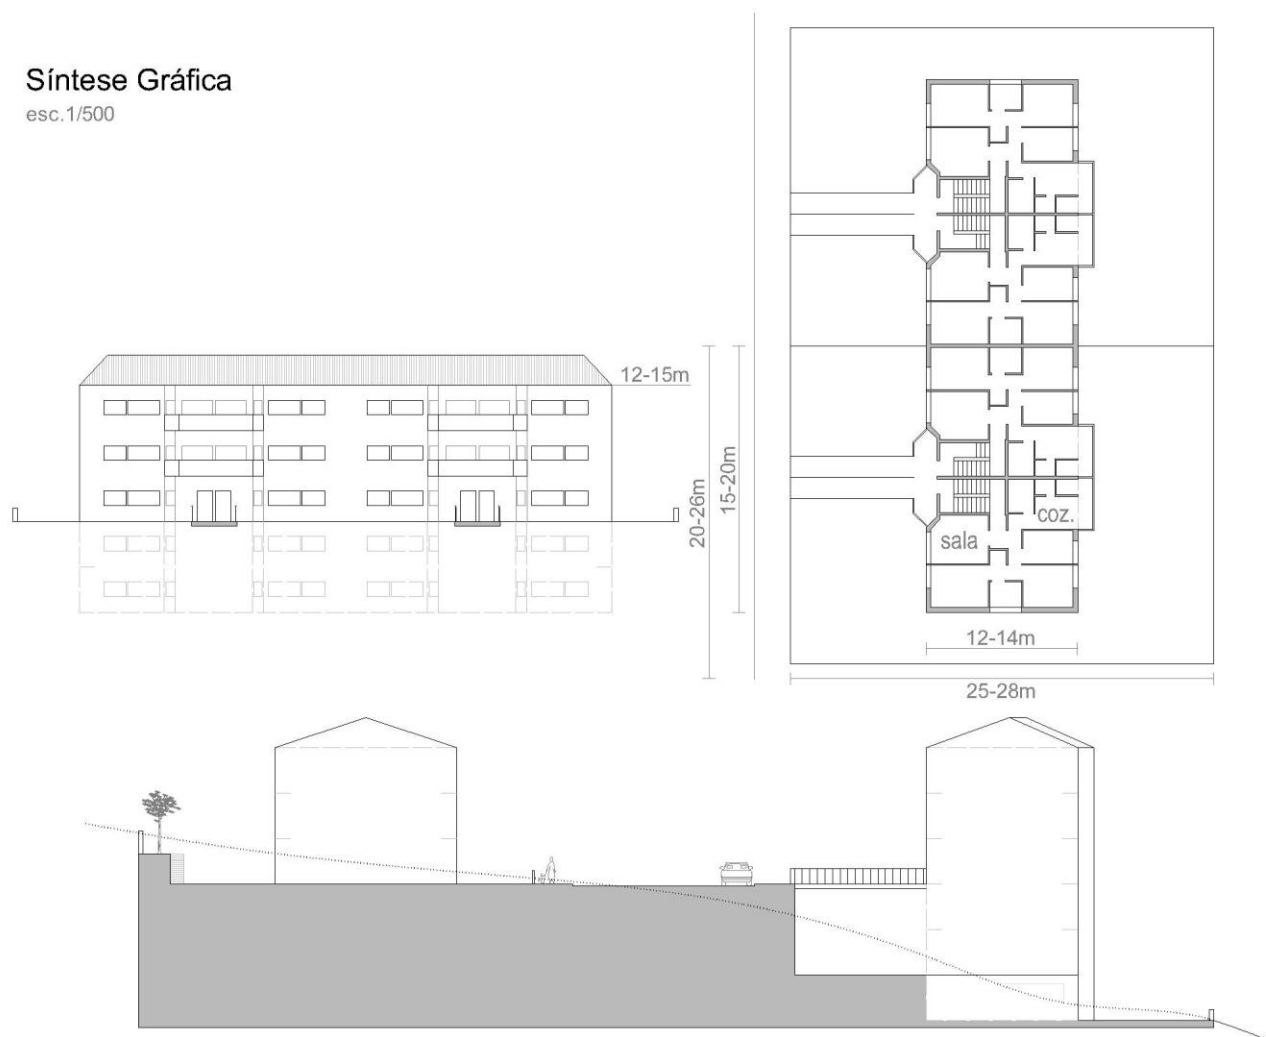 Síntese Gráfica
esc.1/500
12-15m
20-26m
15-20m
coz.
sala
12-14m
25-28m